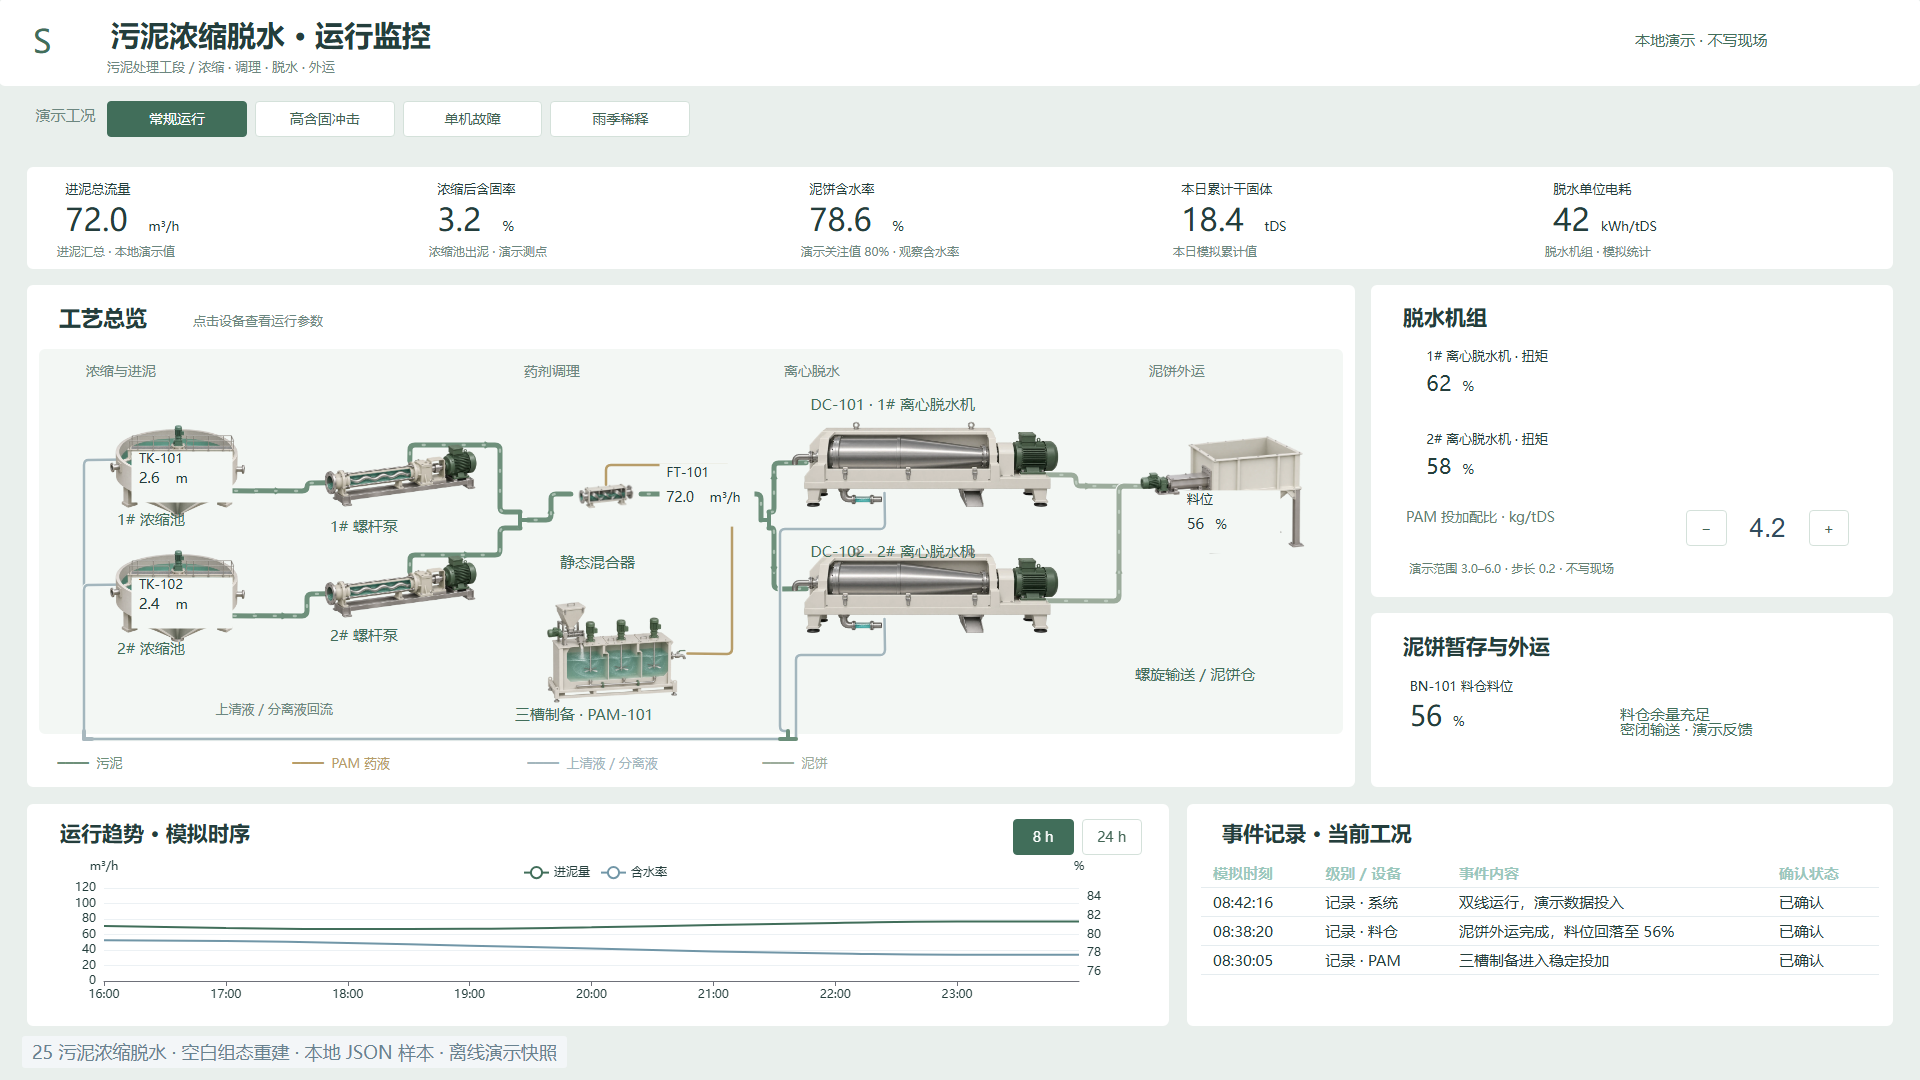 S
污泥浓缩脱水 • 运行监控
污泥处理工段 / 浓缩 · 调理 · 脱水 · 外运
本地演示 · 不写现场
演示工况
常规运行
高含固冲击
单机故障
雨季稀释
进泥总流量
72.0 m³/h
进泥汇总 · 本地演示值
浓缩后含固率
3.2 %
浓缩池出泥 · 演示测点
泥饼含水率
78.6 %
演示关注值 80% · 观察含水率
本日累计干固体
18.4 tDS
本日模拟累计值
脱水单位电耗
42 kWh/tDS
脱水机组 · 模拟统计
工艺总览
点击设备查看运行参数
浓缩与进泥
药剂调理
离心脱水
泥饼外运
DC-101 · 1# 离心脱水机
TK-101
2.6 m
1# 浓缩池
1# 螺杆泵
FT-101
72.0 m³/h
料位
56 %
静态混合器
DC-102 · 2# 离心脱水机
TK-102
2.4 m
2# 浓缩池
2# 螺杆泵
螺旋输送 / 泥饼仓
上清液 / 分离液回流
三槽制备 · PAM-101
污泥
PAM 药液
上清液 / 分离液
泥饼
脱水机组
1# 离心脱水机 · 扭矩
62 %
2# 离心脱水机 · 扭矩
58 %
PAM 投加配比 · kg/tDS
− 4.2 +
演示范围 3.0–6.0 · 步长 0.2 · 不写现场
泥饼暂存与外运
BN-101 料仓料位
56 %
料仓余量充足
密闭输送 · 演示反馈
运行趋势 • 模拟时序
8 h
24 h
m³/h
进泥量
含水率
%
120
100
80
60
40
20
0
84
82
80
78
76
16:00 17:00 18:00 19:00 20:00 21:00 22:00 23:00
事件记录 • 当前工况
模拟时刻 级别 / 设备 事件内容 确认状态
08:42:16 记录 · 系统 双线运行，演示数据投入 已确认
08:38:20 记录 · 料仓 泥饼外运完成，料位回落至 56% 已确认
08:30:05 记录 · PAM 三槽制备进入稳定投加 已确认
25 污泥浓缩脱水 · 空白组态重建 · 本地 JSON 样本 · 离线演示快照